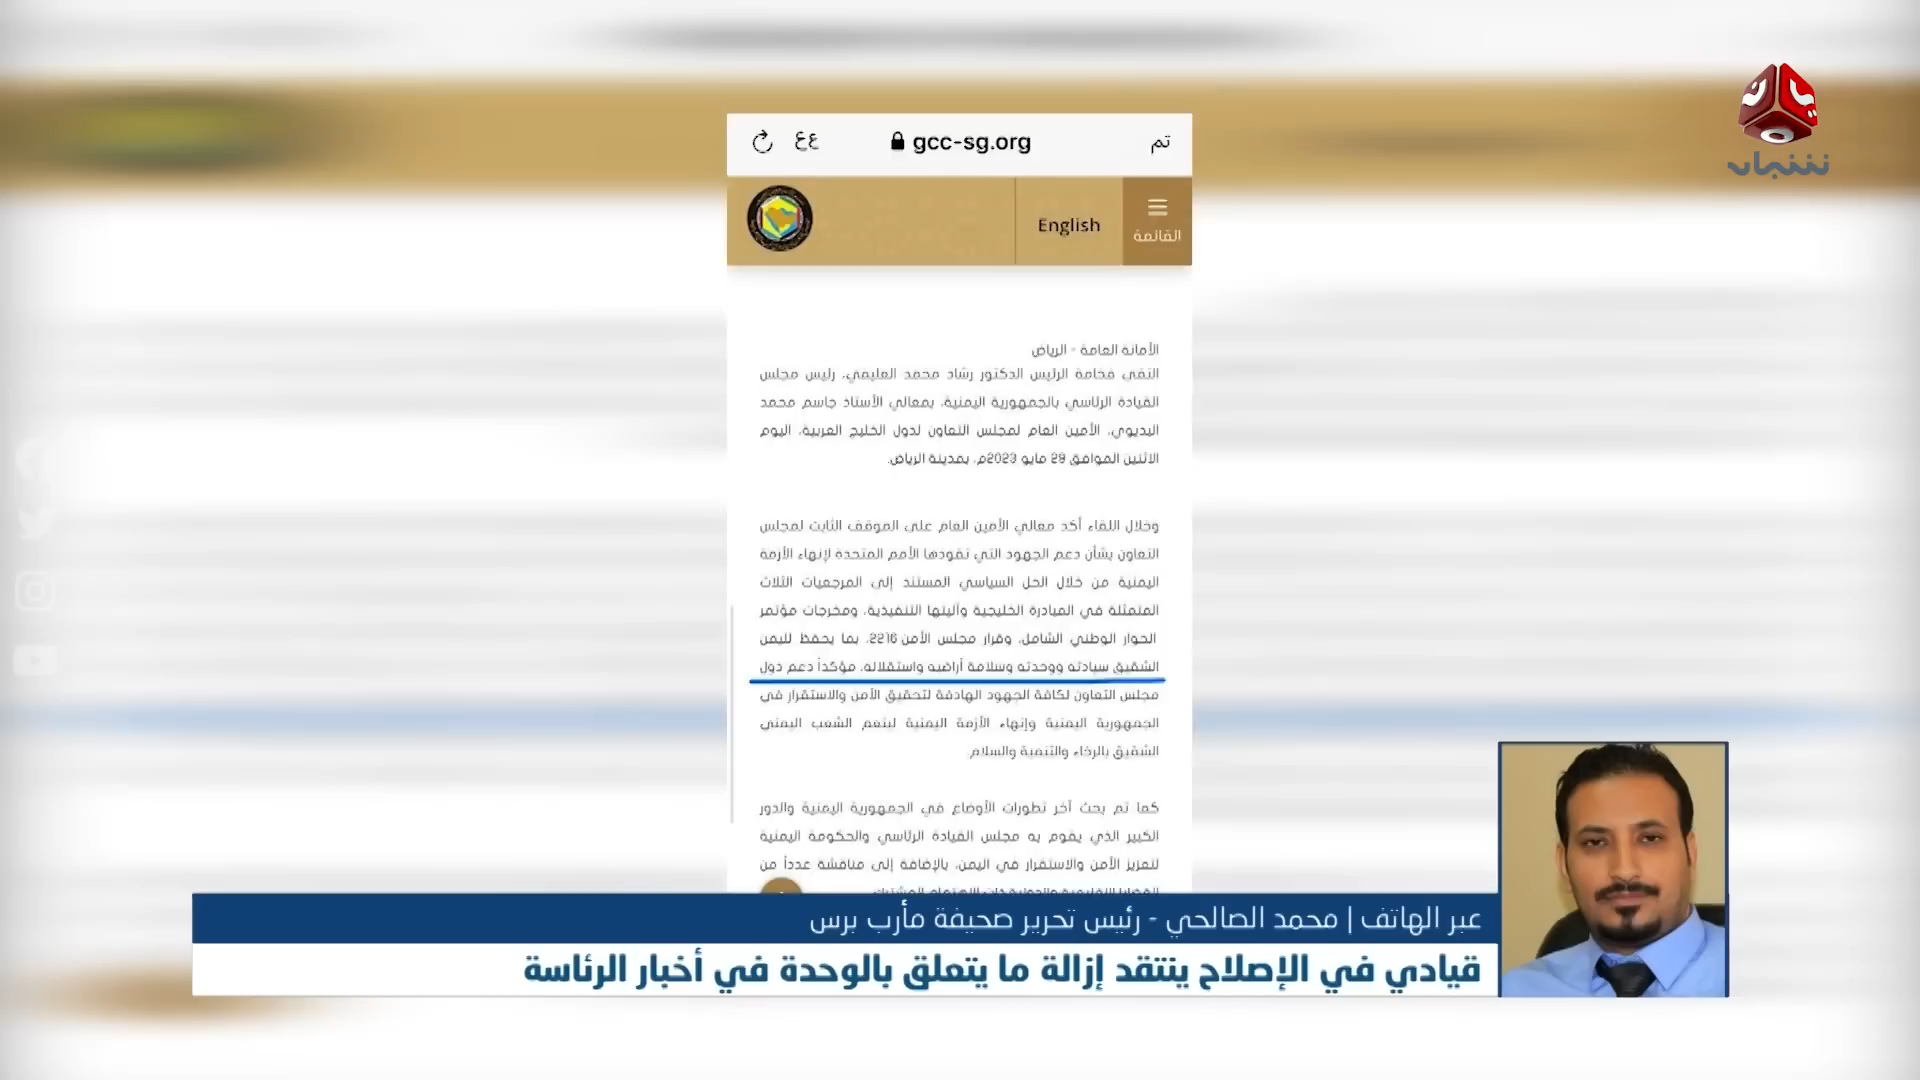 يمن
شباب
تم
gcc-sg.org
عع
القائمة
English
الأمانة العامة - الرياض
التقى فخامة الرئيس الدكتور رشاد محمد العليمي، رئيس مجلس
القيادة الرئاسي بالجمهورية اليمنية، بمعالي الأستاذ جاسم محمد
البديوي، الأمين العام لمجلس التعاون لدول الخليج العربية، اليوم
الاثنين الموافق 29 مايو 2023م، بمدينة الرياض.
وخلال اللقاء أكد معالي الأمين العام على الموقف الثابت لمجلس
التعاون بشأن دعم الجهود التي تقودها الأمم المتحدة لإنهاء الأزمة
اليمنية من خلال الحل السياسي المستند إلى المرجعيات الثلاث
المتمثلة في المبادرة الخليجية وآليتها التنفيذية، ومخرجات مؤتمر
الحوار الوطني الشامل، وقرار مجلس الأمن 2216، بما يحفظ لليمن
الشقيق سيادته ووحدته وسلامة أراضيه واستقلاله، مؤكداً دعم دول
مجلس التعاون لكافة الجهود الهادفة لتحقيق الأمن والاستقرار في
الجمهورية اليمنية وإنهاء الأزمة اليمنية لينعم الشعب اليمني
الشقيق بالرخاء والتنمية والسلام.
كما تم بحث آخر تطورات الأوضاع في الجمهورية اليمنية والدور
الكبير الذي يقوم به مجلس القيادة الرئاسي والحكومة اليمنية
لتعزيز الأمن والاستقرار في اليمن، بالإضافة إلى مناقشة عدداً من
عبر الهاتف | محمد الصالحي - رئيس تحرير صحيفة مأرب برس
قيادي في الإصلاح ينتقد إزالة ما يتعلق بالوحدة في أخبار الرئاسة